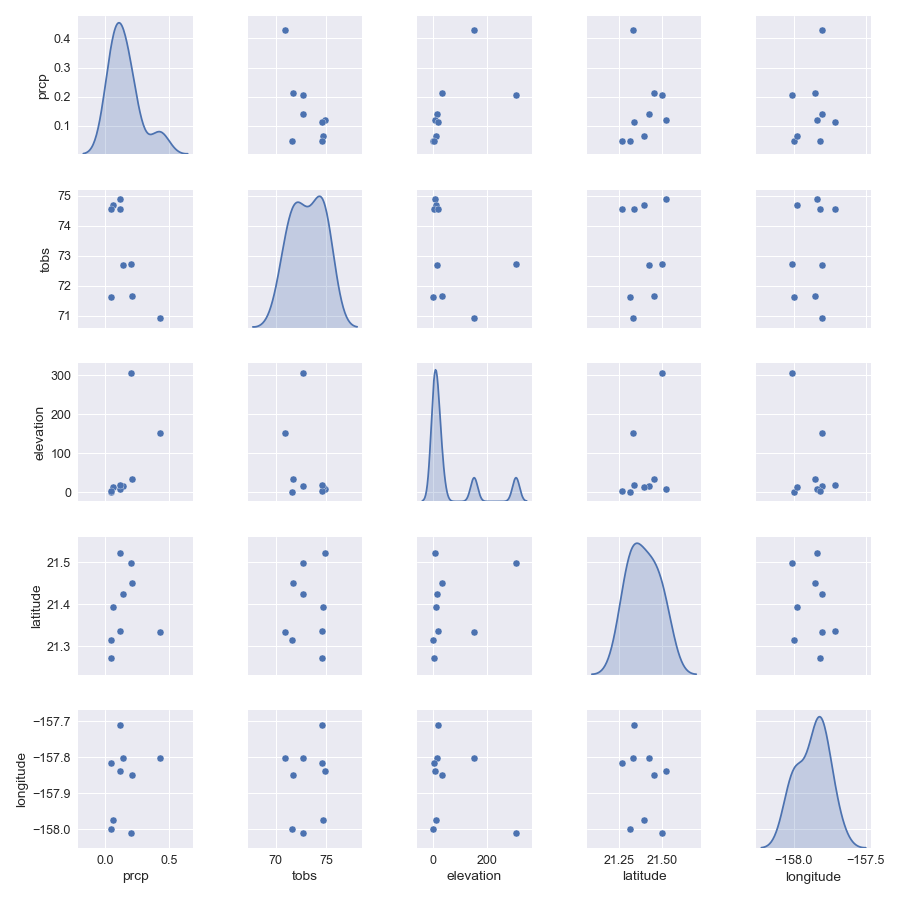 0.4
0.3
0.2
0.1
prcp
75
74
73
72
71
tobs
300
200
100
0
elevation
21.5
21.4
21.3
latitude
−157.7
−157.8
−157.9
−158.0
longitude
0.0 0.5
prcp
70 75
tobs
0 200
elevation
21.25 21.50
latitude
−158.0 −157.5
longitude